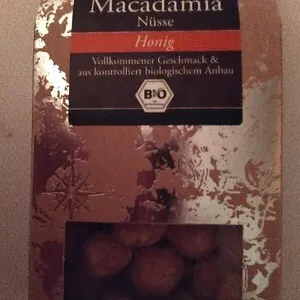 Macadamia
Nüsse
Honig
Vollkommener Geschmack &
aus kontrolliert biologischem Anbau
BIO